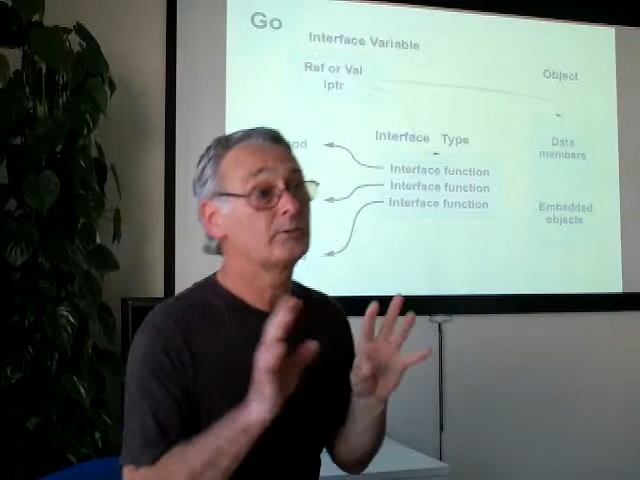 Go
Interface Variable
Ref or Val
iptr
Object
Interface Type
Data
members
Interface function
Interface function
Interface function
Embedded
objects